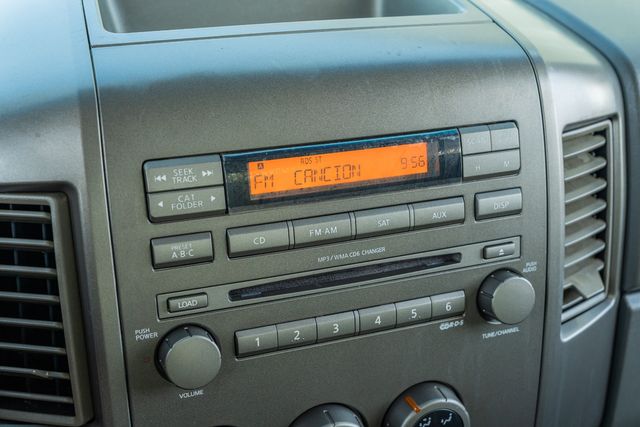 SEEK
TRACK
CAT
FOLDER
A
RDS ST
FM CANCION 9:56
H M
PRESET
A·B·C
CD
FM·AM
SAT
AUX
DISP
MP3 / WMA CD6 CHANGER
LOAD
PUSH
AUDIO
PUSH
POWER
1
2.
3
4
5.
6
R·D·S
VOLUME
TUNE/CHANNEL